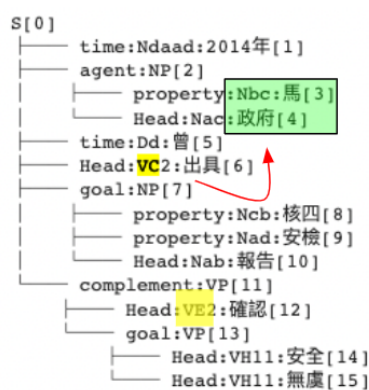 S[0]
time:Ndaad:2014年[1]
agent:NP[2]
property:Nbc:馬[3]
Head:Nac:政府[4]
time:Dd:曾[5]
Head:VC2:出具[6]
goal:NP[7]
property:Ncb:核四[8]
property:Nad:安檢[9]
Head:Nab:報告[10]
complement:VP[11]
Head:VE2:確認[12]
goal:VP[13]
Head:VH11:安全[14]
Head:VH11:無虞[15]